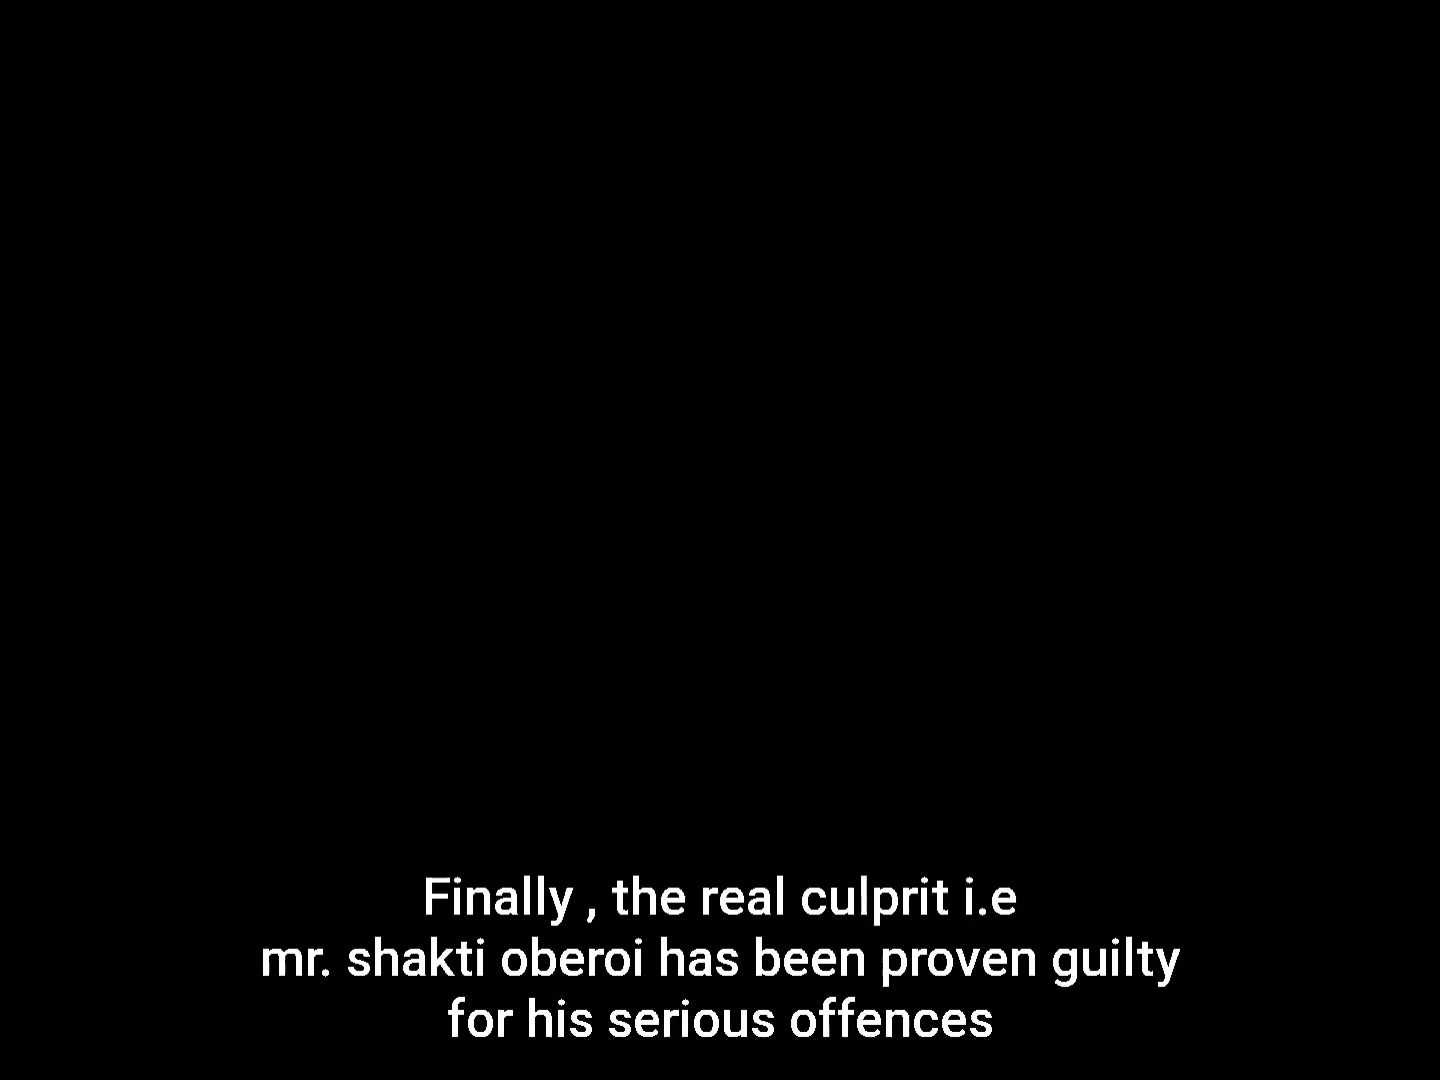 Finally , the real culprit i.e
mr. shakti oberoi has been proven guilty
for his serious offences